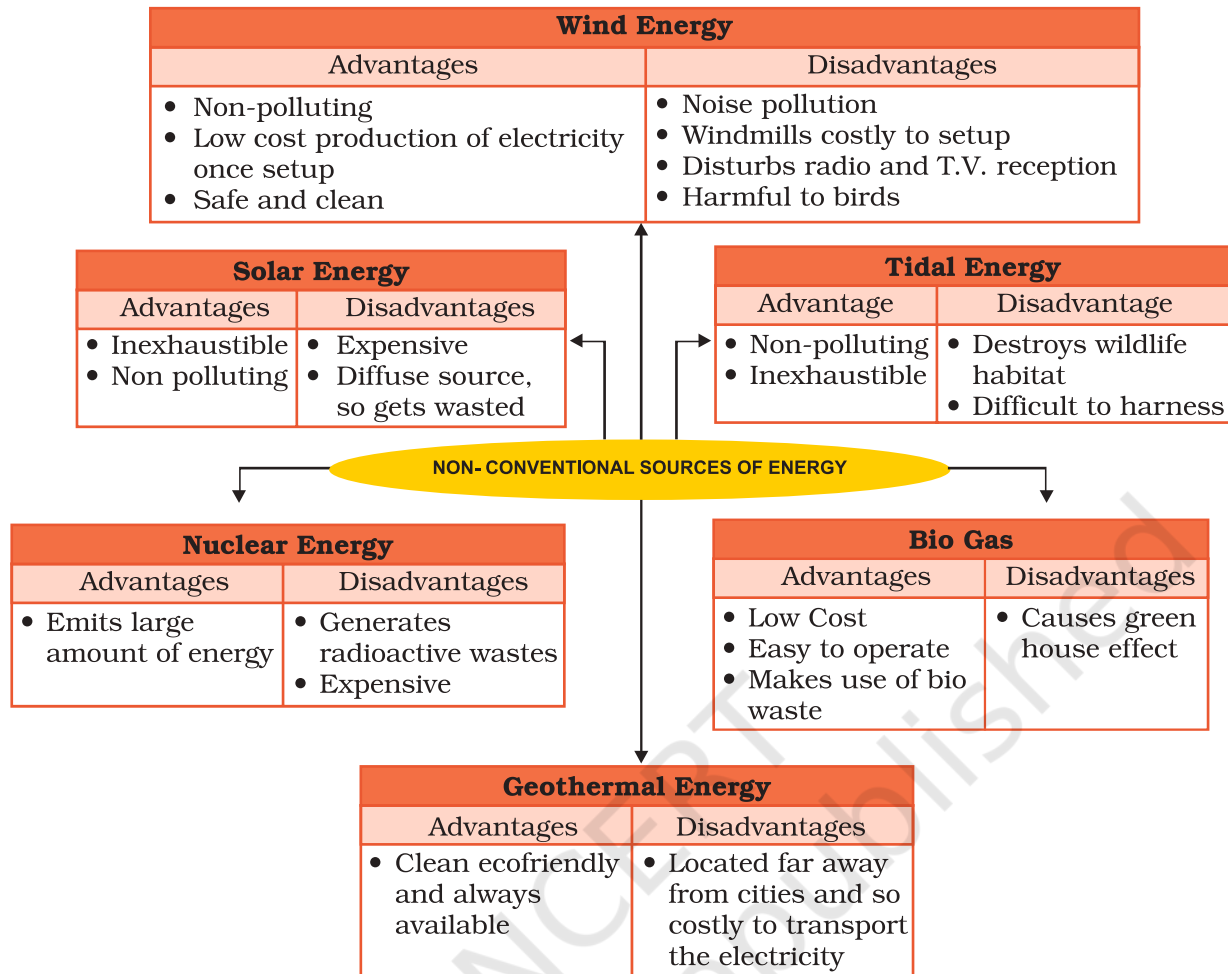 Wind Energy
Advantages
Disadvantages
• Non-polluting
• Low cost production of electricity
once setup
• Safe and clean
• Noise pollution
• Windmills costly to setup
• Disturbs radio and T.V. reception
• Harmful to birds
Solar Energy
Advantages
Disadvantages
• Inexhaustible
• Non polluting
• Expensive
• Diffuse source,
so gets wasted
Tidal Energy
Advantage
Disadvantage
• Non-polluting
• Inexhaustible
• Destroys wildlife
habitat
• Difficult to harness
NON- CONVENTIONAL SOURCES OF ENERGY
Nuclear Energy
Advantages
Disadvantages
• Emits large
amount of energy
• Generates
radioactive wastes
• Expensive
Bio Gas
Advantages
Disadvantages
• Low Cost
• Easy to operate
• Makes use of bio
waste
• Causes green
house effect
Geothermal Energy
Advantages
Disadvantages
• Clean ecofriendly
and always
available
• Located far away
from cities and so
costly to transport
the electricity
NCERT
published